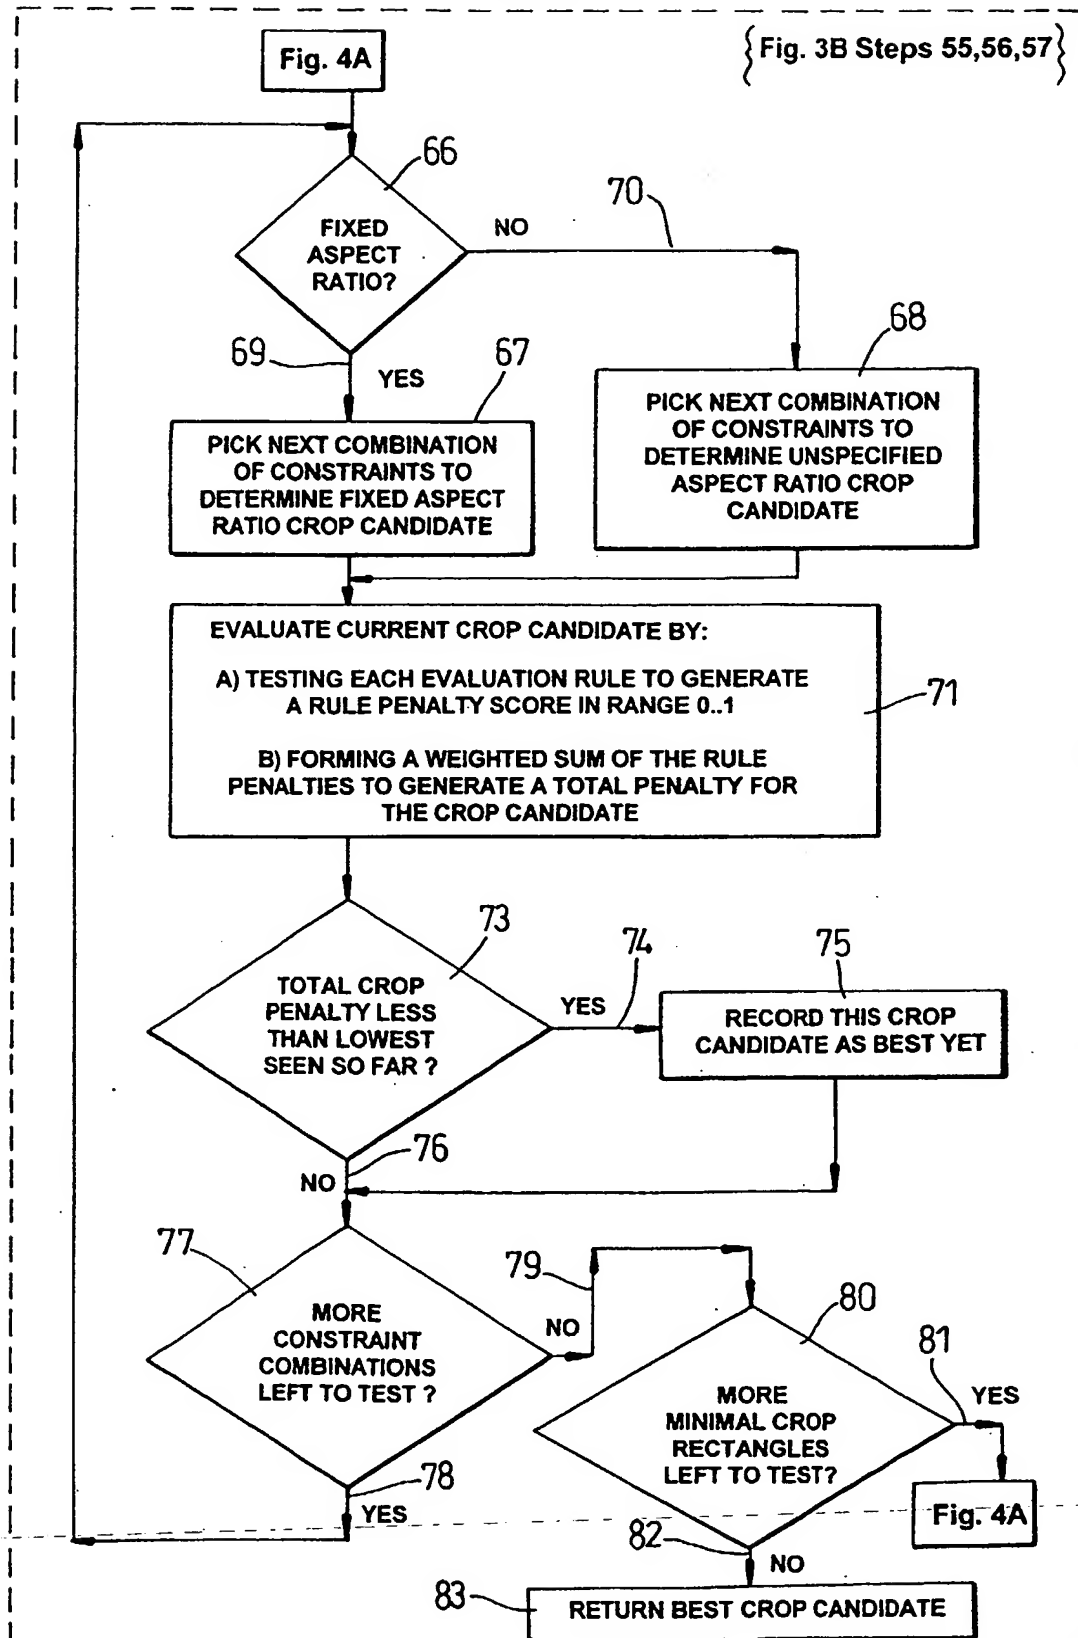 Fig. 4A
{Fig. 3B Steps 55,56,57}
66
FIXED
ASPECT
RATIO?
NO
70
69
YES
67
68
PICK NEXT COMBINATION
OF CONSTRAINTS TO
DETERMINE FIXED ASPECT
RATIO CROP CANDIDATE
PICK NEXT COMBINATION
OF CONSTRAINTS TO
DETERMINE UNSPECIFIED
ASPECT RATIO CROP
CANDIDATE
EVALUATE CURRENT CROP CANDIDATE BY:
A) TESTING EACH EVALUATION RULE TO GENERATE
A RULE PENALTY SCORE IN RANGE 0..1
B) FORMING A WEIGHTED SUM OF THE RULE
PENALTIES TO GENERATE A TOTAL PENALTY FOR
THE CROP CANDIDATE
71
73
TOTAL CROP
PENALTY LESS
THAN LOWEST
SEEN SO FAR ?
YES
74
75
RECORD THIS CROP
CANDIDATE AS BEST YET
76
NO
77
MORE
CONSTRAINT
COMBINATIONS
LEFT TO TEST ?
NO
79
78
YES
80
MORE
MINIMAL CROP
RECTANGLES
LEFT TO TEST?
81
YES
Fig. 4A
82
NO
83
RETURN BEST CROP CANDIDATE